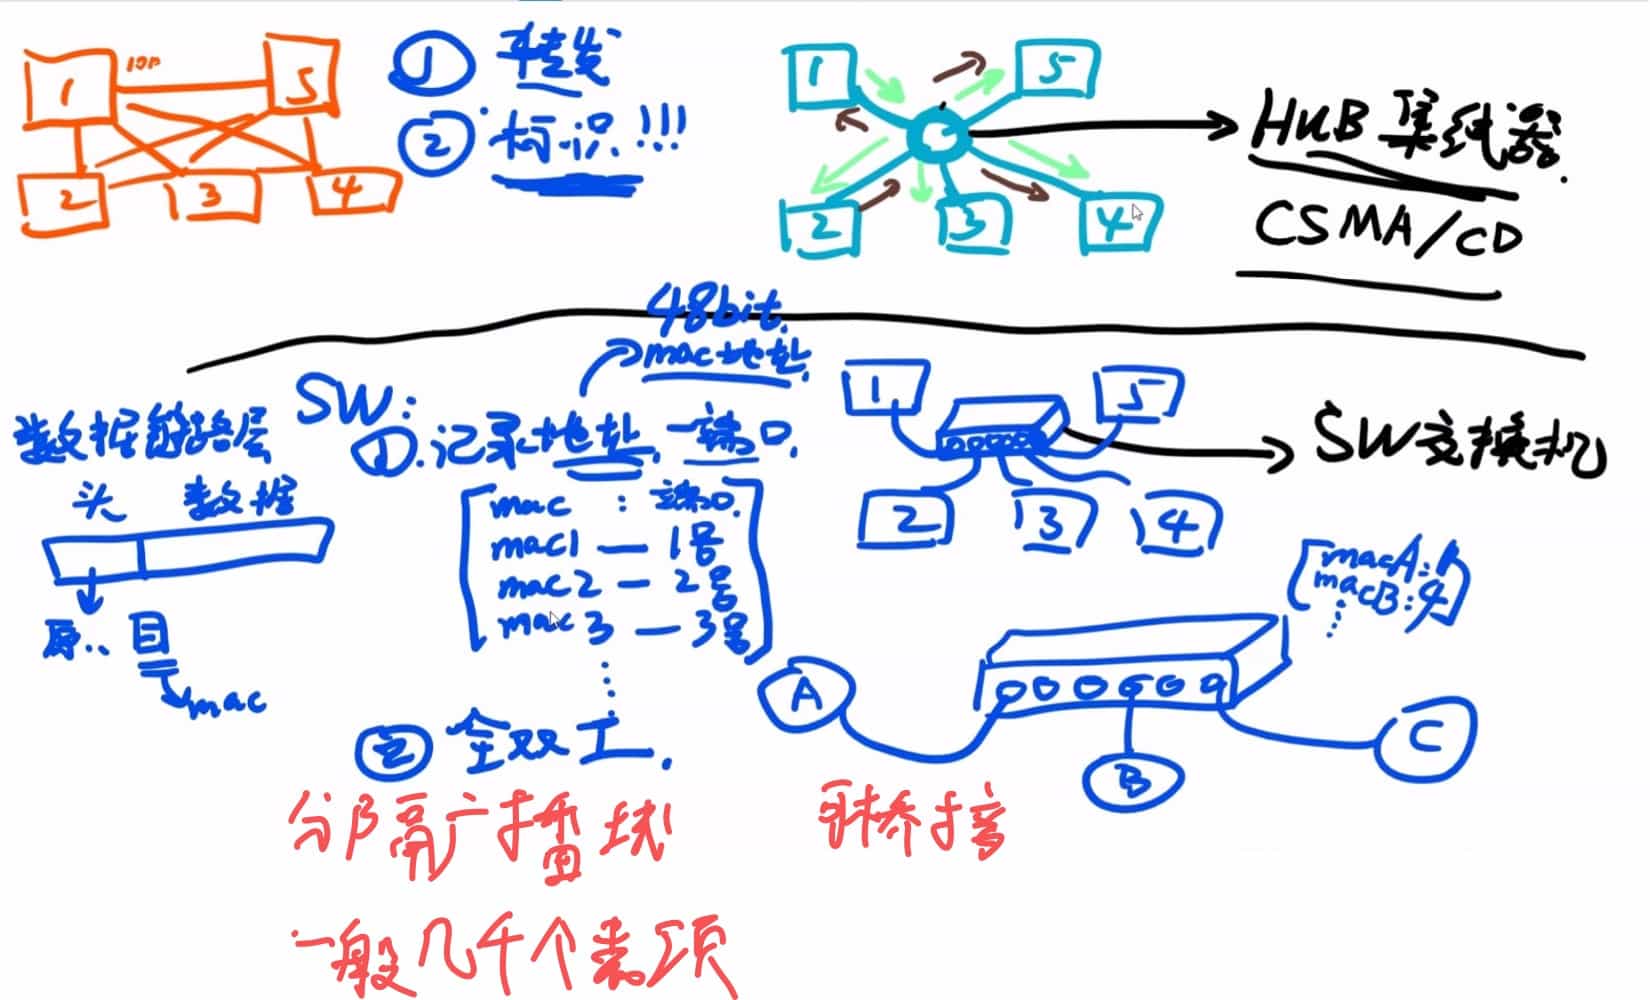 1
5
2
3
4
① 转发
② 标识!!!
1
5
2
3
4
HUB 集线器
CSMA/CD
48bit
mac地址
SW:
①.记录地址,一端口.
mac : 端口.
mac1 — 1号
mac2 — 2号
mac3 — 3号
② 全双工.
数据链路层
头 数据
原.. 目
mac
1
5
2
3
4
SW交换机
macA:1
macB:4
A
B
C
分隔广播域
桥接
一般几千个表项